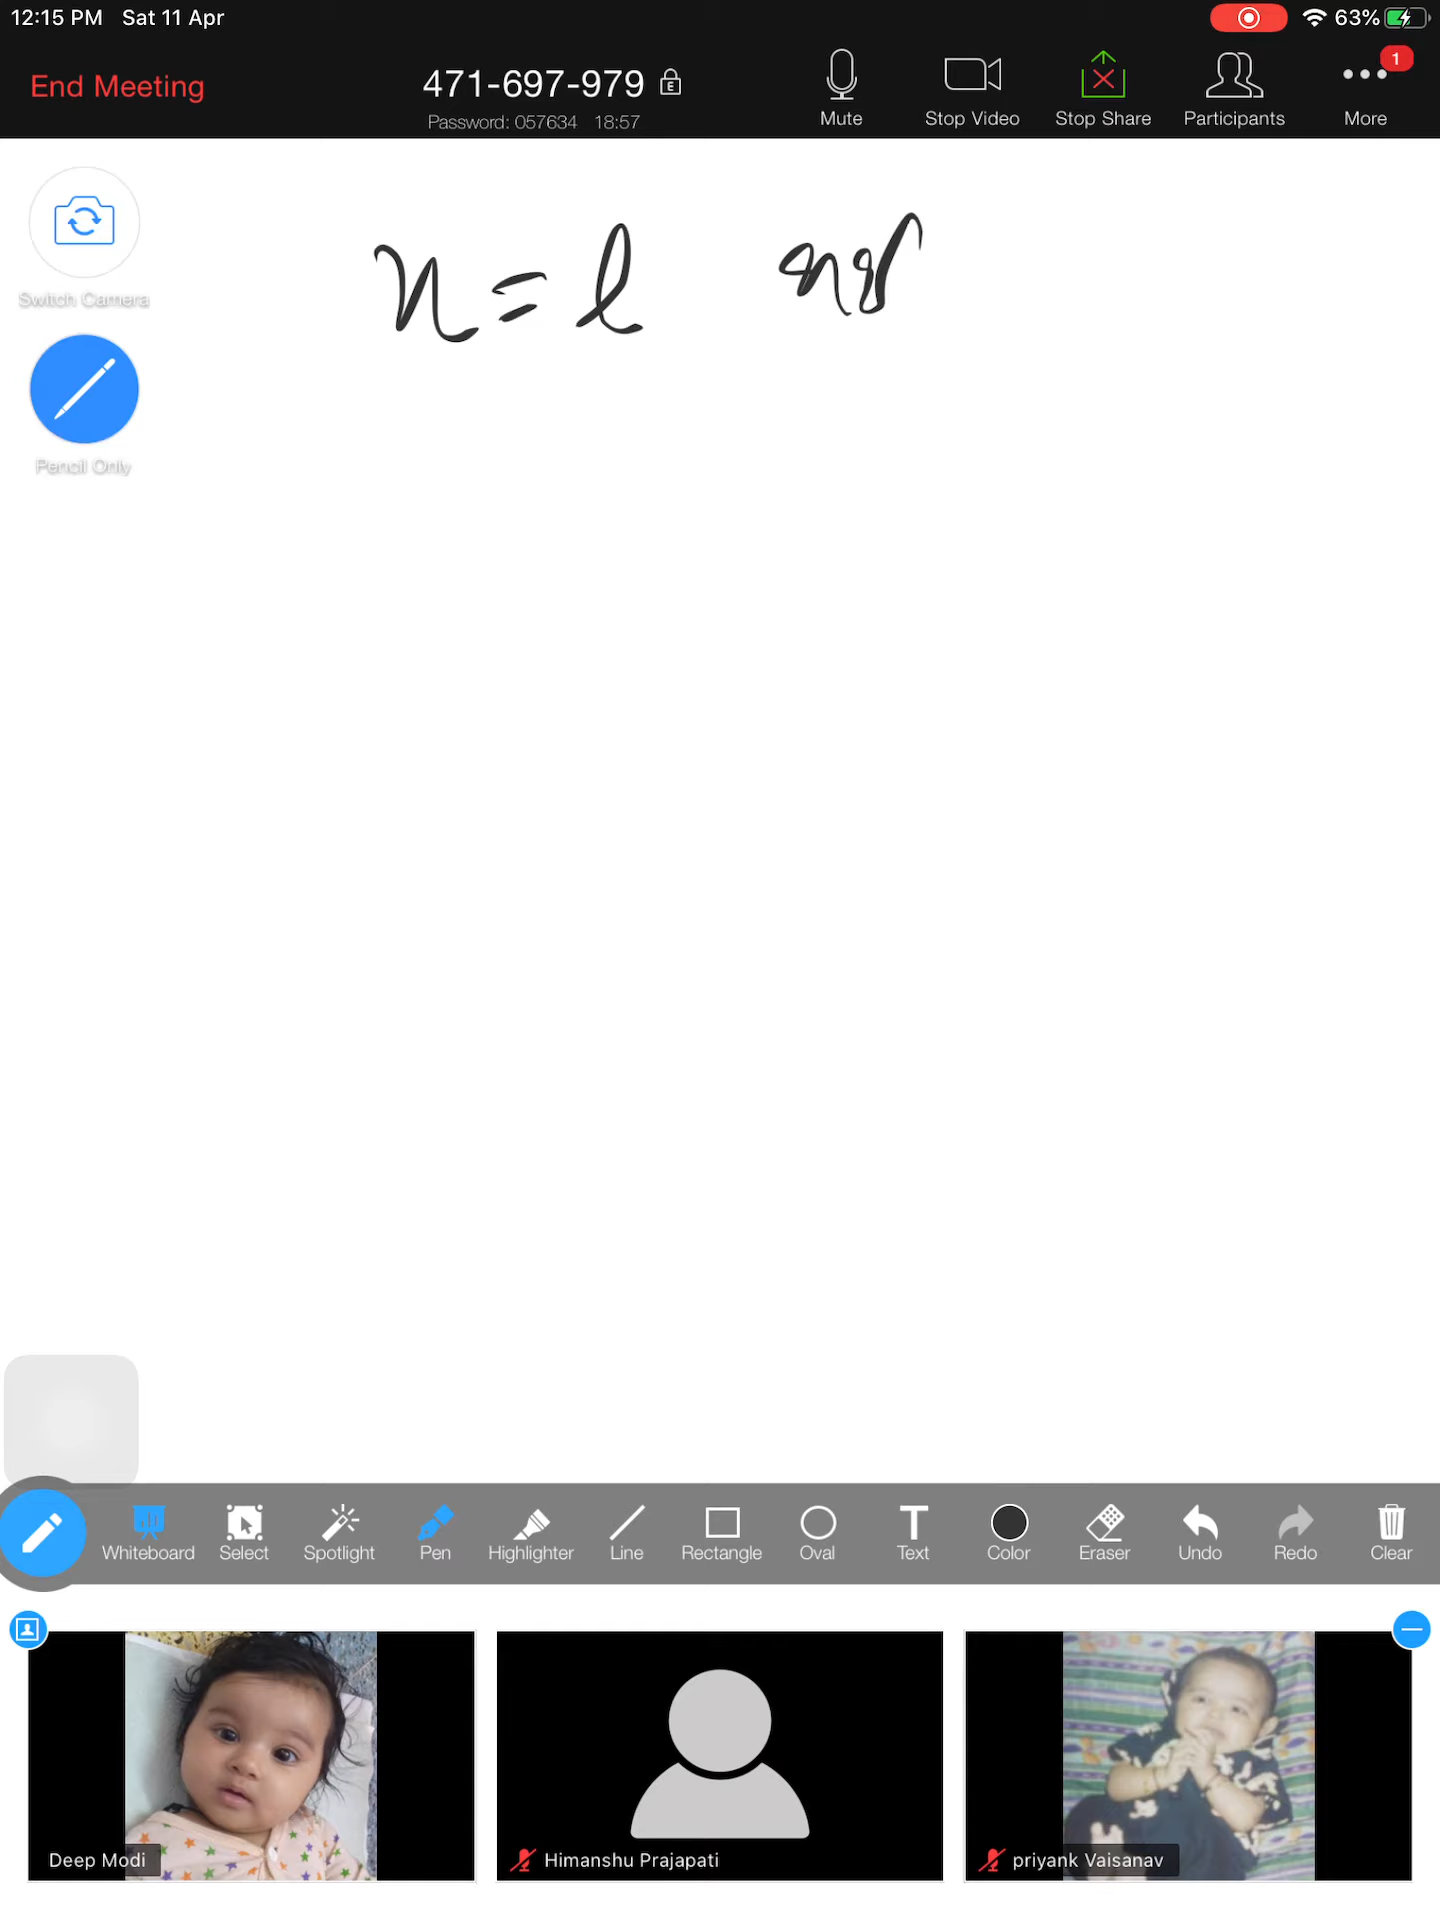 12:15 PM Sat 11 Apr
63%
End Meeting
471-697-979
Password: 057634 18:57
Mute
Stop Video
Stop Share
Participants
1
More
Switch Camera
n = l
Pencil Only
Whiteboard
Select
Spotlight
Pen
Highlighter
Line
Rectangle
Oval
Text
Color
Eraser
Undo
Redo
Clear
Deep Modi
Himanshu Prajapati
priyank Vaisanav